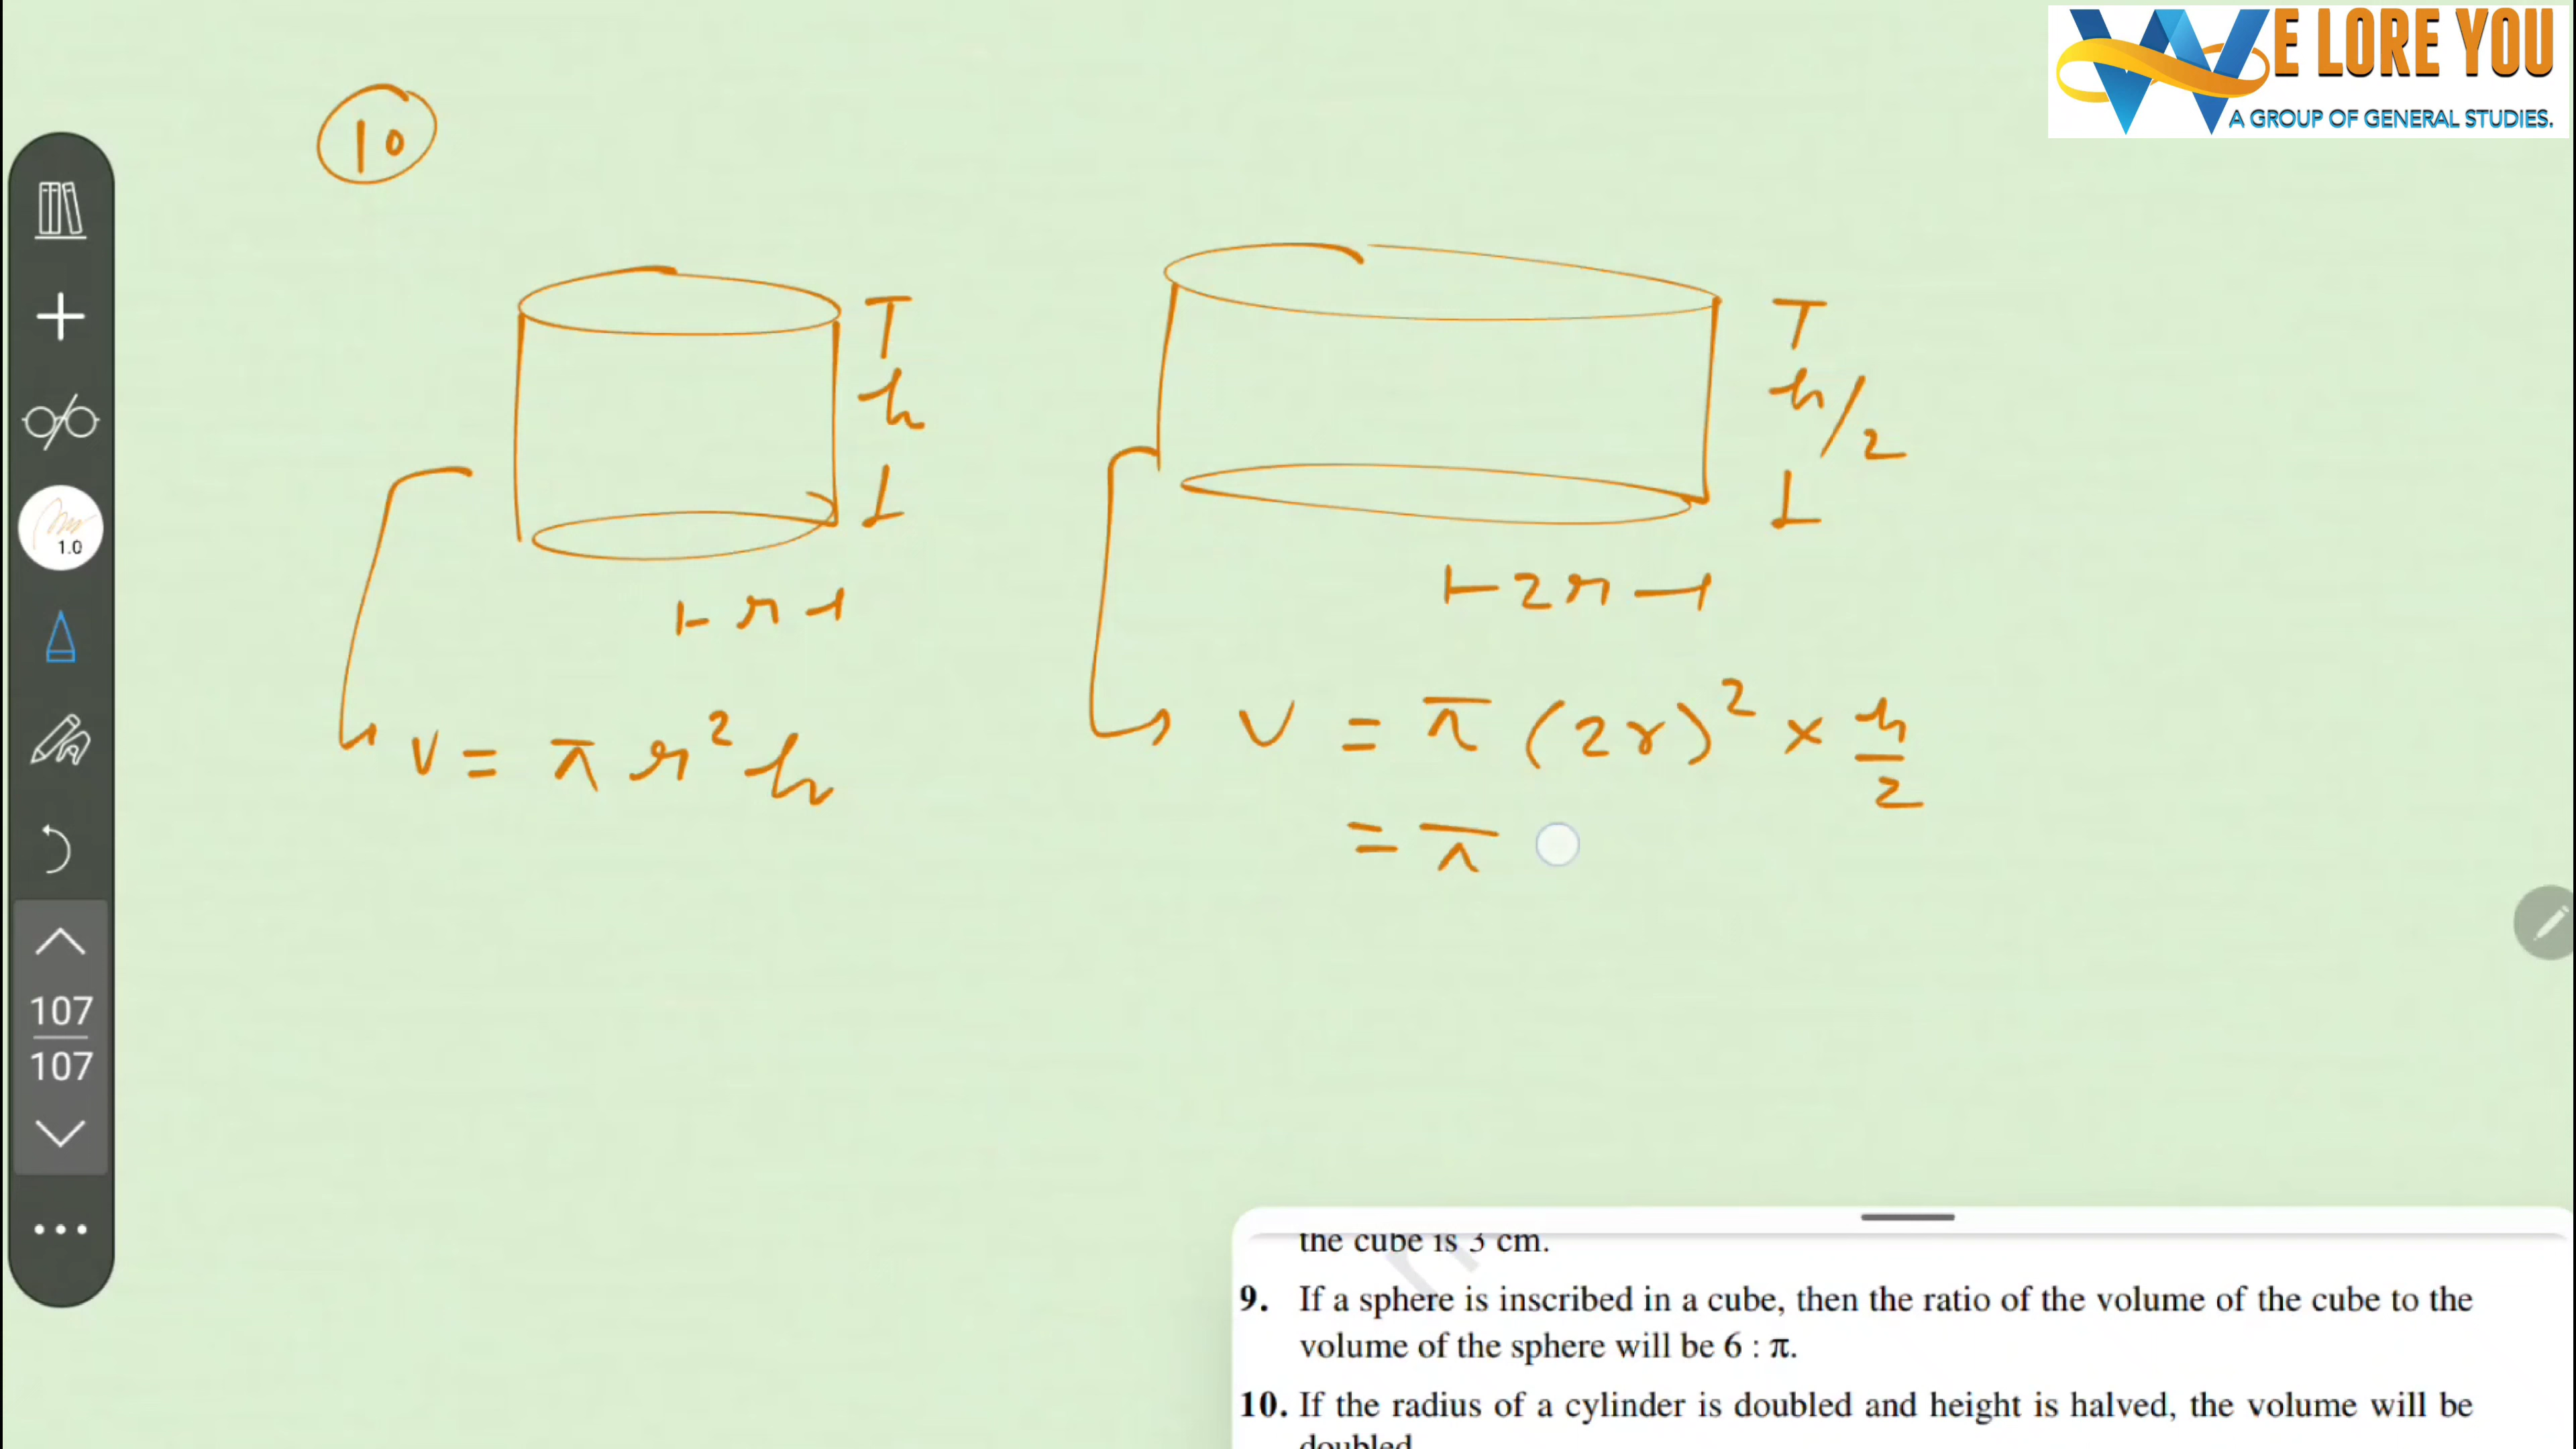 WE LORE YOU
A GROUP OF GENERAL STUDIES.
10
h
h/2
r
2r
V = π r² h
V = π (2r)² × h/2
= π
1.0
107
107
the cube is 3 cm.
9. If a sphere is inscribed in a cube, then the ratio of the volume of the cube to the
volume of the sphere will be 6 : π.
10. If the radius of a cylinder is doubled and height is halved, the volume will be
doubled.